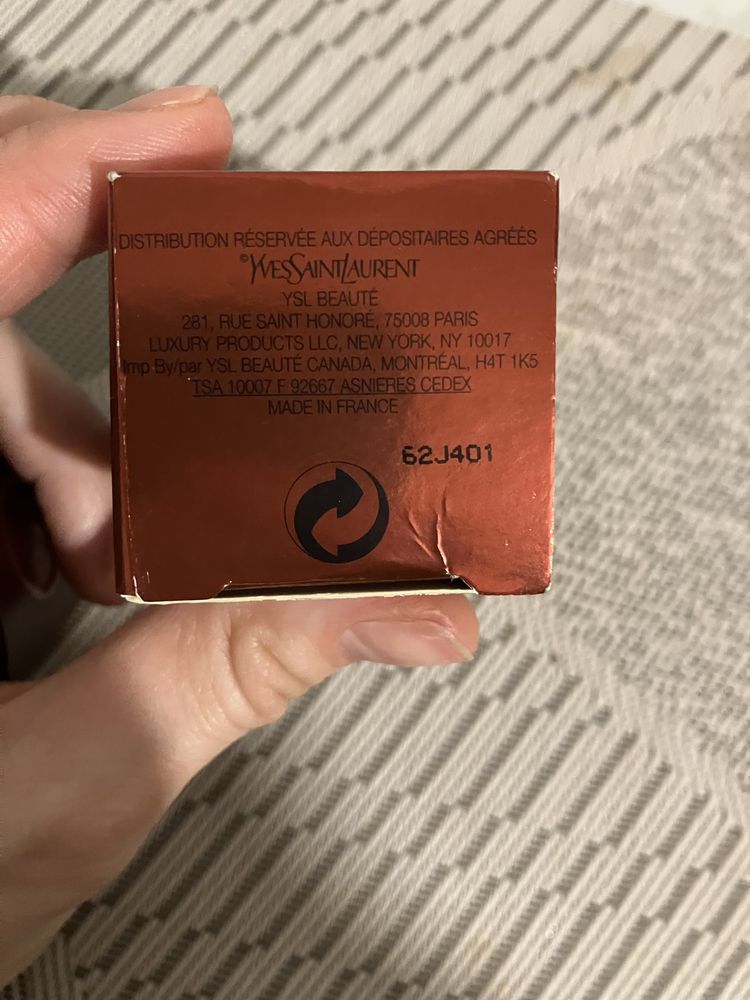 DISTRIBUTION RÉSERVÉE AUX DÉPOSITAIRES AGRÉÉS
©YVESSAINTLAURENT
YSL BEAUTÉ
281, RUE SAINT HONORÉ, 75008 PARIS
LUXURY PRODUCTS LLC, NEW YORK, NY 10017
Imp By/par YSL BEAUTÉ CANADA, MONTRÉAL, H4T 1K5
TSA 10007 F 92667 ASNIERES CEDEX
MADE IN FRANCE
62J401